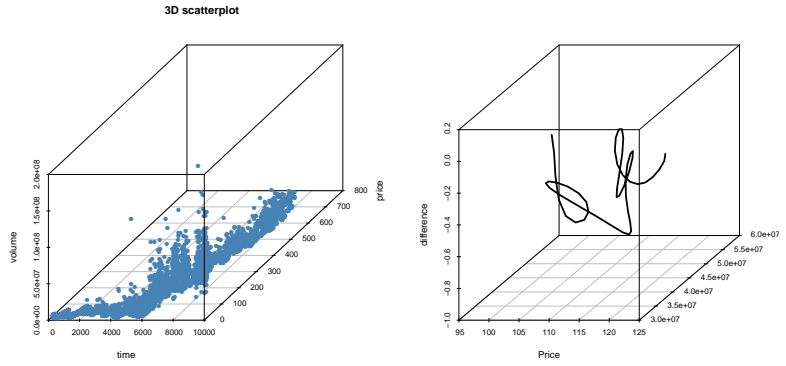 3D scatterplot
volume
0.0e+00 5.0e+07 1.0e+08 1.5e+08 2.0e+08
0 2000 4000 6000 8000 10000
time
0 100 200 300 400 500 600 700 800
price
difference
-1.0 -0.8 -0.6 -0.4 -0.2 0.0 0.2
95 100 105 110 115 120 125
Price
3.0e+07 3.5e+07 4.0e+07 4.5e+07 5.0e+07 5.5e+07 6.0e+07